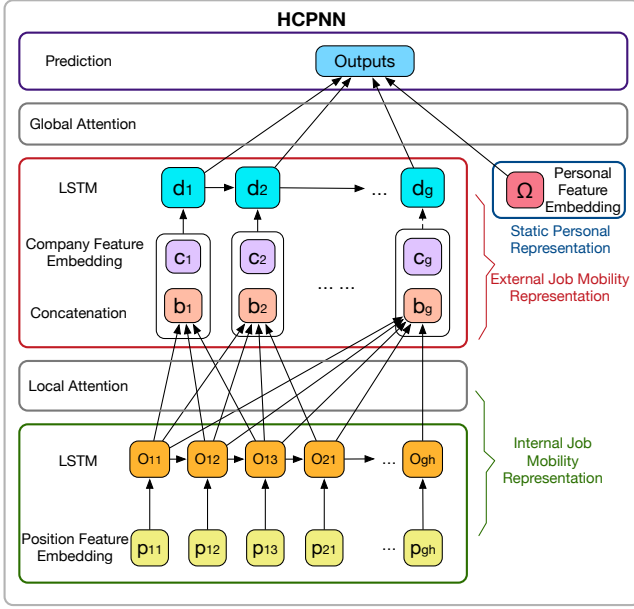 HCPNN
Prediction
Outputs
Global Attention
LSTM
d1
d2
...
dg
Ω
Personal
Feature
Embedding
Static Personal
Representation
Company Feature
Embedding
c1
c2
... ...
cg
External Job Mobility
Representation
Concatenation
b1
b2
bg
Local Attention
LSTM
O11
O12
O13
O21
...
Ogh
Internal Job
Mobility
Representation
Position Feature
Embedding
p11
p12
p13
p21
...
pgh